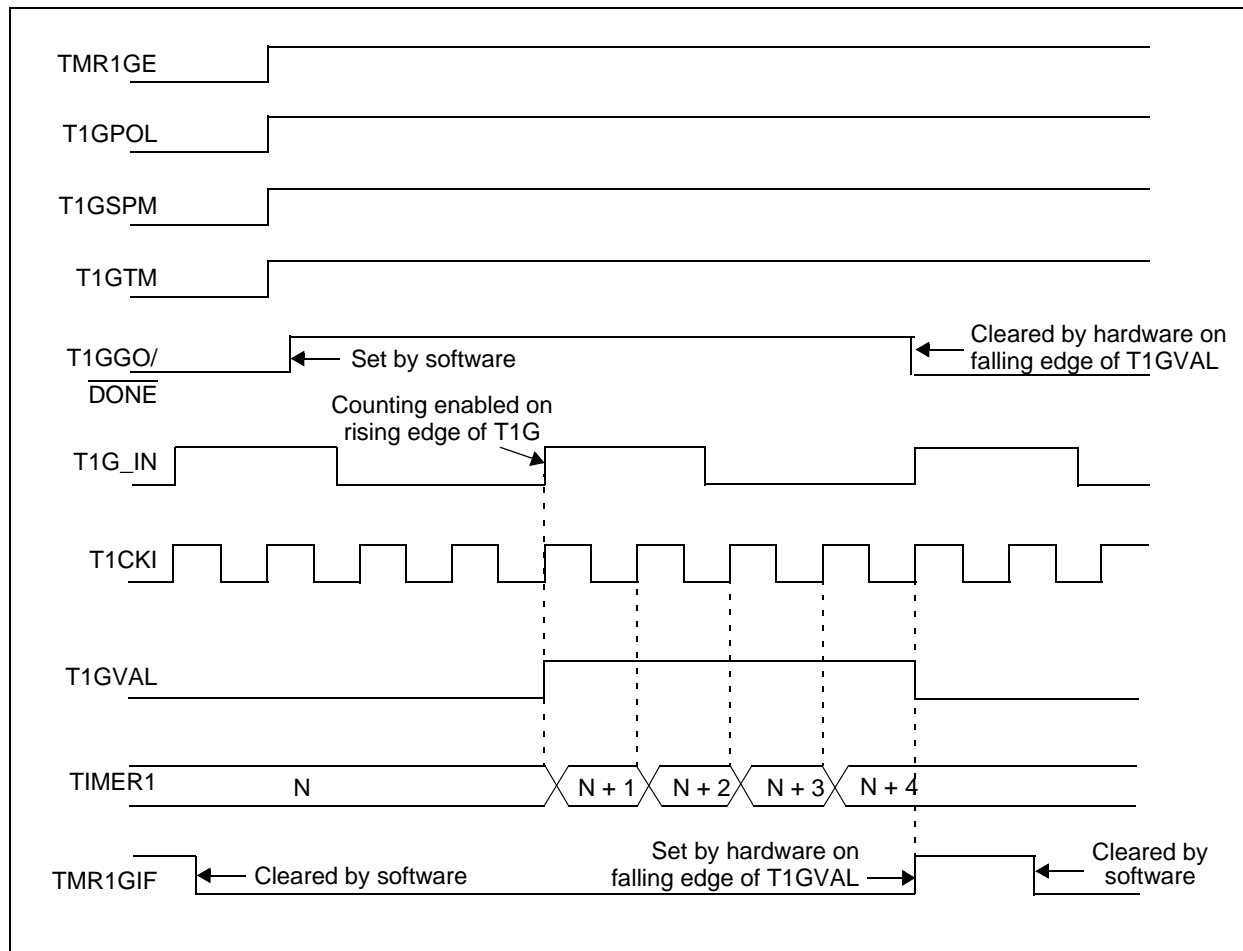 TMR1GE
T1GPOL
T1GSPM
T1GTM
T1GGO/
DONE
Set by software
Cleared by hardware on
falling edge of T1GVAL
Counting enabled on
rising edge of T1G
T1G_IN
T1CKI
T1GVAL
TIMER1
N
N + 1
N + 2
N + 3
N + 4
TMR1GIF
Cleared by software
Set by hardware on
falling edge of T1GVAL
Cleared by
software